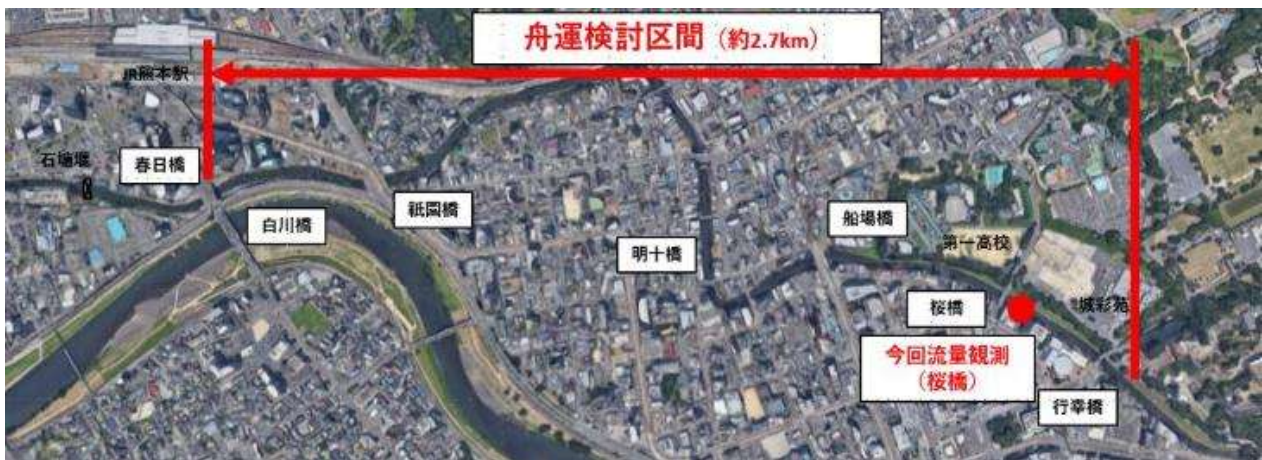 舟運検討区間（約2.7km）
JR熊本駅
石塘堰
春日橋
白川橋
祇園橋
明十橋
船場橋
第一高校
桜橋
城彩苑
今回流量観測
（桜橋）
行幸橋